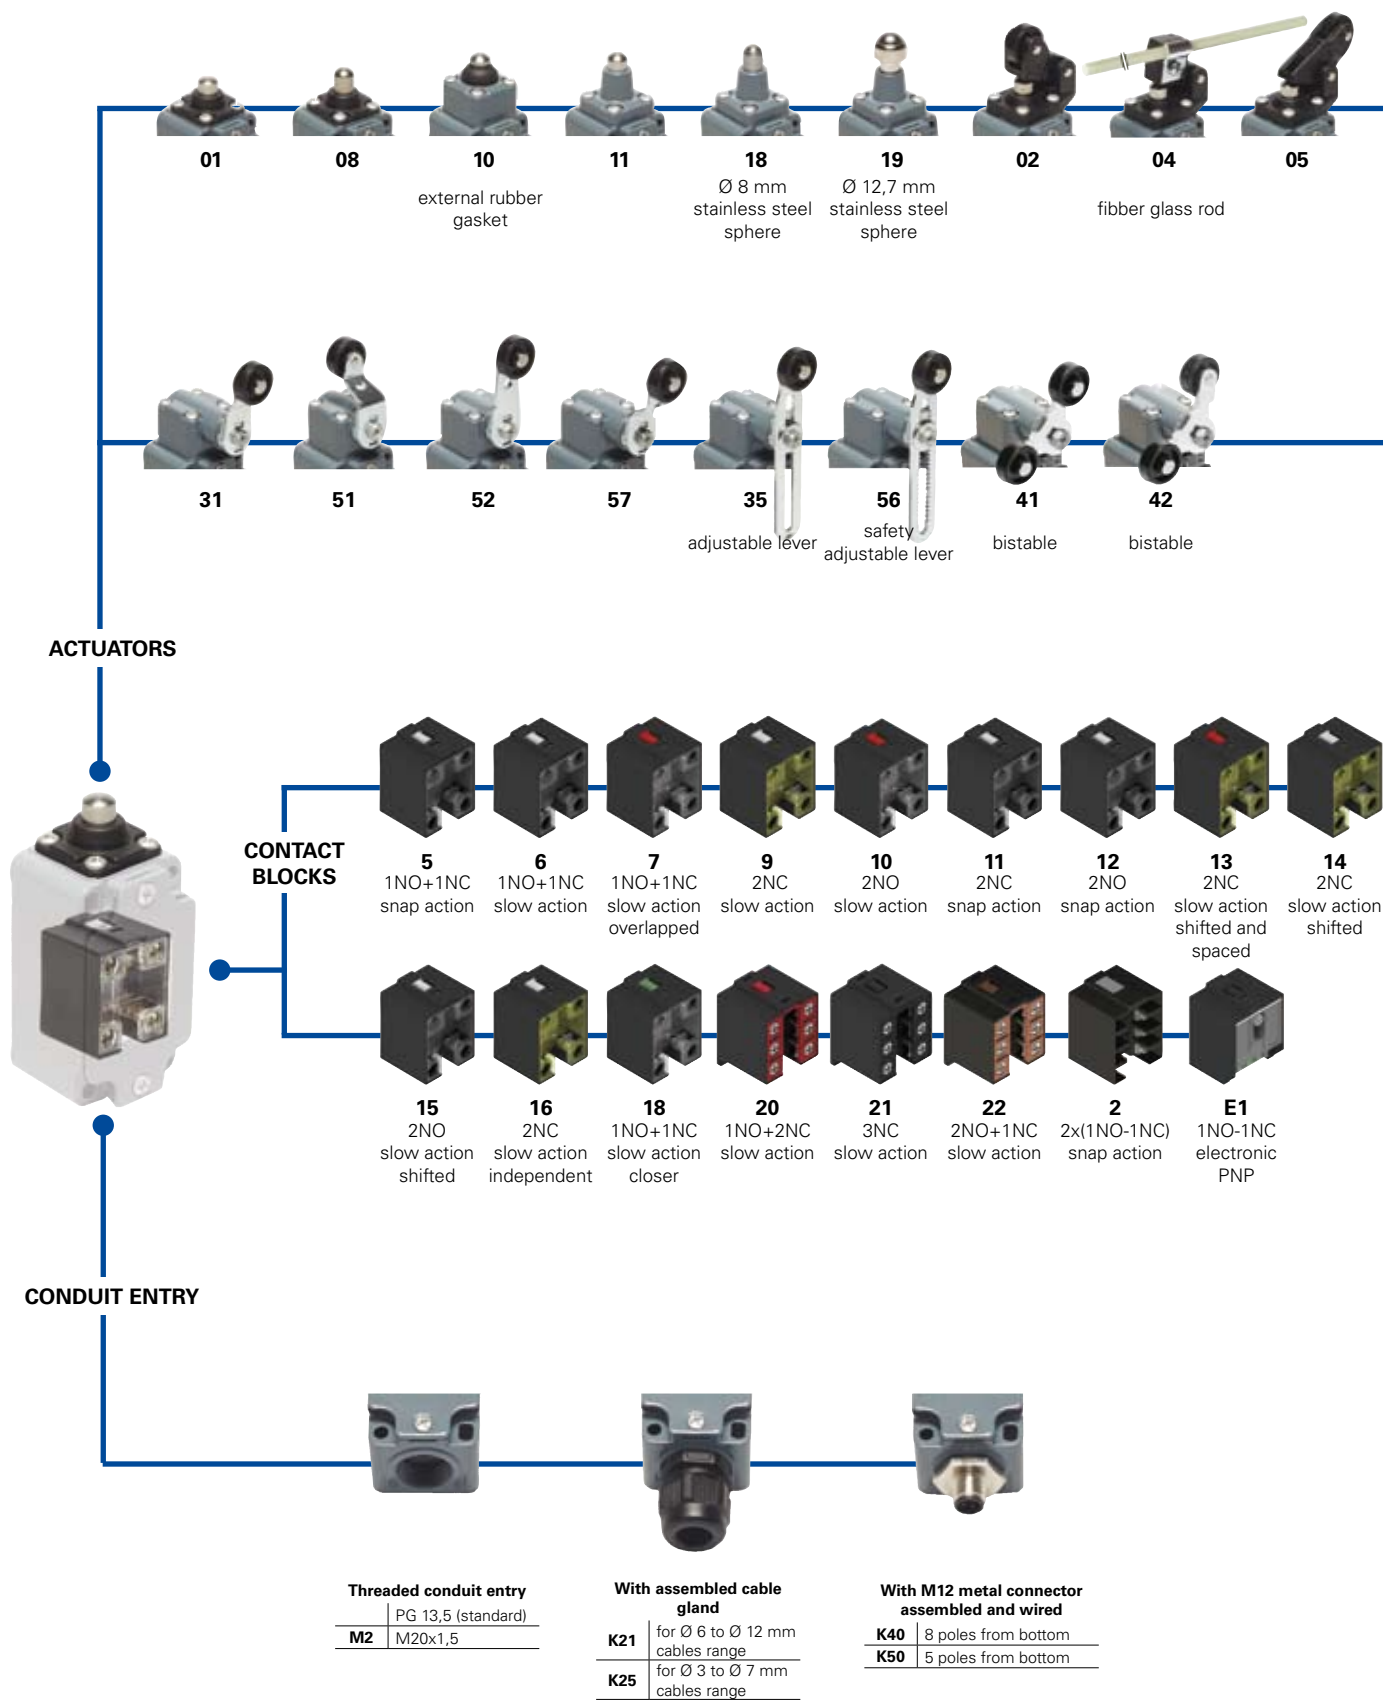 01 08 10 11 18 19 02 04 05
external rubber
gasket
Ø 8 mm
stainless steel
sphere
Ø 12,7 mm
stainless steel
sphere
fibber glass rod
31 51 52 57 35 56 41 42
adjustable lever
safety
adjustable lever
bistable
bistable
ACTUATORS
CONTACT
BLOCKS
5
1NO+1NC
snap action
6
1NO+1NC
slow action
7
1NO+1NC
slow action
overlapped
9
2NC
slow action
10
2NO
slow action
11
2NC
snap action
12
2NO
snap action
13
2NC
slow action
shifted and
spaced
14
2NC
slow action
shifted
15
2NO
slow action
shifted
16
2NC
slow action
independent
18
1NO+1NC
slow action
closer
20
1NO+2NC
slow action
21
3NC
slow action
22
2NO+1NC
slow action
2
2x(1NO-1NC)
snap action
E1
1NO-1NC
electronic
PNP
CONDUIT ENTRY
Threaded conduit entry
PG 13,5 (standard)
M2 M20x1,5
With assembled cable
gland
K21 for Ø 6 to Ø 12 mm
cables range
K25 for Ø 3 to Ø 7 mm
cables range
With M12 metal connector
assembled and wired
K40 8 poles from bottom
K50 5 poles from bottom